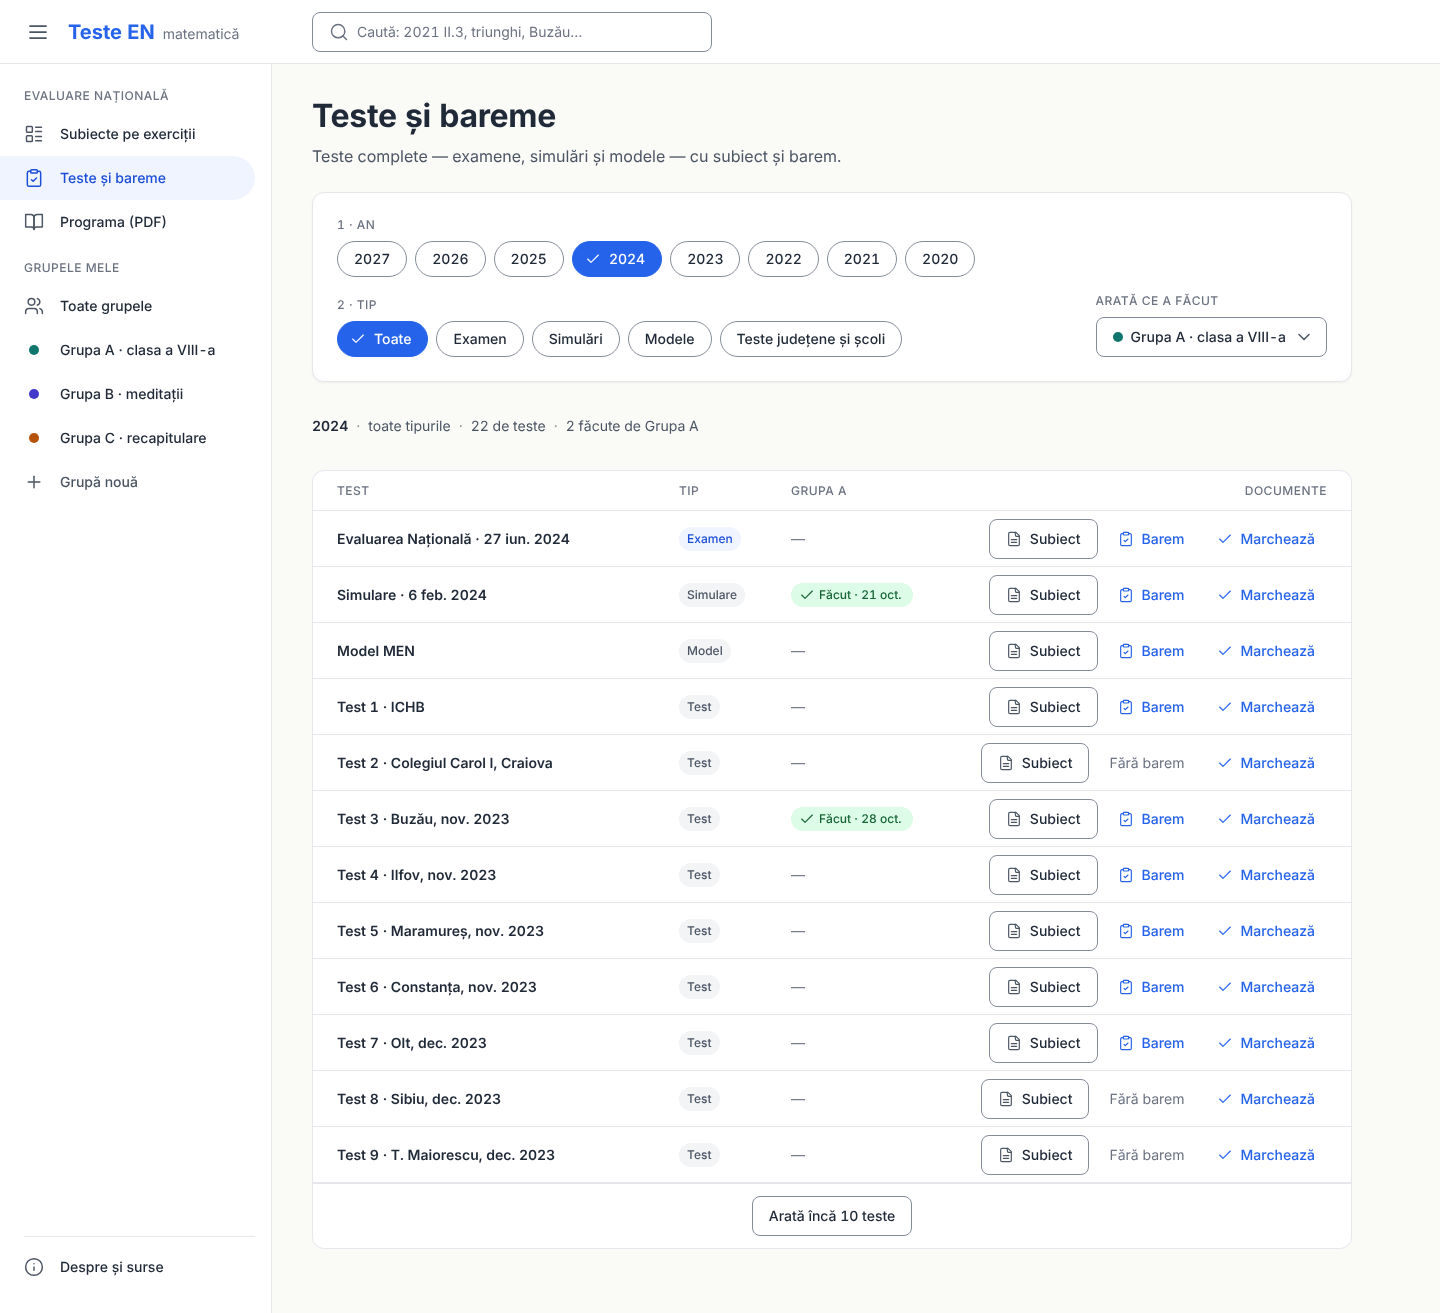 Teste EN matematică
Caută: 2021 II.3, triunghi, Buzău...
EVALUARE NAȚIONALĂ
Subiecte pe exerciții
Teste și bareme
Programa (PDF)
GRUPELE MELE
Toate grupele
Grupa A · clasa a VIII-a
Grupa B · meditații
Grupa C · recapitulare
Grupă nouă
Despre și surse
Teste și bareme
Teste complete — examene, simulări și modele — cu subiect și barem.
1 · AN
2027 2026 2025 2024 2023 2022 2021 2020
2 · TIP
Toate Examen Simulări Modele Teste județene și școli
ARATĂ CE A FĂCUT
Grupa A · clasa a VIII-a
2024 · toate tipurile · 22 de teste · 2 făcute de Grupa A
TEST TIP GRUPA A DOCUMENTE
Evaluarea Națională · 27 iun. 2024 Examen — Subiect Barem Marchează
Simulare · 6 feb. 2024 Simulare Făcut · 21 oct. Subiect Barem Marchează
Model MEN Model — Subiect Barem Marchează
Test 1 · ICHB Test — Subiect Barem Marchează
Test 2 · Colegiul Carol I, Craiova Test — Subiect Fără barem Marchează
Test 3 · Buzău, nov. 2023 Test Făcut · 28 oct. Subiect Barem Marchează
Test 4 · Ilfov, nov. 2023 Test — Subiect Barem Marchează
Test 5 · Maramureș, nov. 2023 Test — Subiect Barem Marchează
Test 6 · Constanța, nov. 2023 Test — Subiect Barem Marchează
Test 7 · Olt, dec. 2023 Test — Subiect Barem Marchează
Test 8 · Sibiu, dec. 2023 Test — Subiect Fără barem Marchează
Test 9 · T. Maiorescu, dec. 2023 Test — Subiect Fără barem Marchează
Arată încă 10 teste